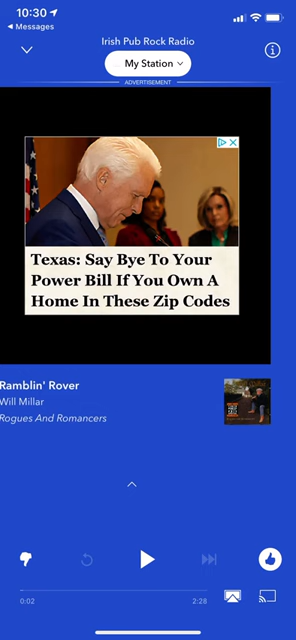 10:30
Messages
Irish Pub Rock Radio
My Station
ADVERTISEMENT
Texas: Say Bye To Your
Power Bill If You Own A
Home In These Zip Codes
Ramblin' Rover
Will Millar
Rogues And Romancers
0:02
2:28